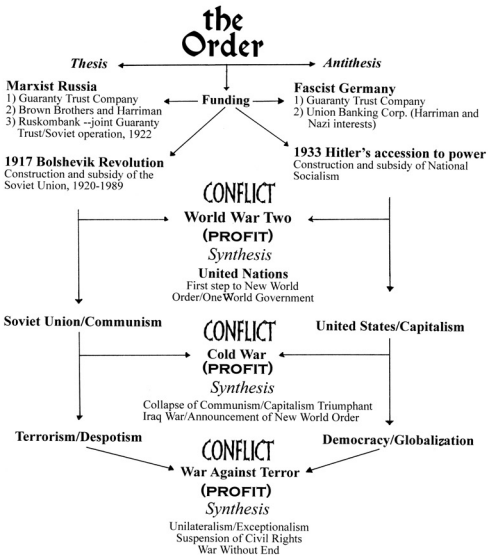 the
Order
Thesis
Antithesis
Marxist Russia
1) Guaranty Trust Company
2) Brown Brothers and Harriman
3) Ruskombank --joint Guaranty
Trust/Soviet operation, 1922
Funding
Fascist Germany
1) Guaranty Trust Company
2) Union Banking Corp. (Harriman and
Nazi interests)
1917 Bolshevik Revolution
Construction and subsidy of the
Soviet Union, 1920-1989
1933 Hitler's accession to power
Construction and subsidy of National
Socialism
CONFLICT
World War Two
(PROFIT)
Synthesis
United Nations
First step to New World
Order/One World Government
Soviet Union/Communism
United States/Capitalism
CONFLICT
Cold War
(PROFIT)
Synthesis
Collapse of Communism/Capitalism Triumphant
Iraq War/Announcement of New World Order
Terrorism/Despotism
Democracy/Globalization
CONFLICT
War Against Terror
(PROFIT)
Synthesis
Unilateralism/Exceptionalism
Suspension of Civil Rights
War Without End